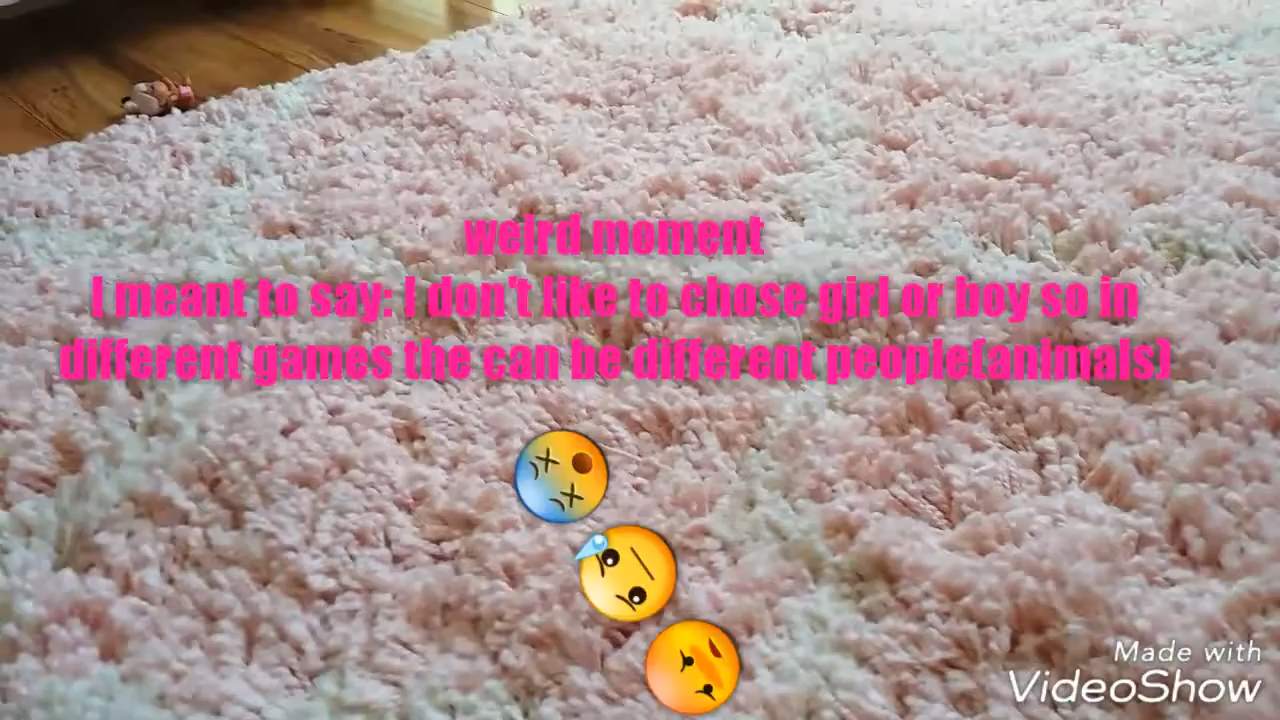 weird moment
I meant to say: I don't like to chose girl or boy so in
different games the can be different people(animals)
Made with
VideoShow